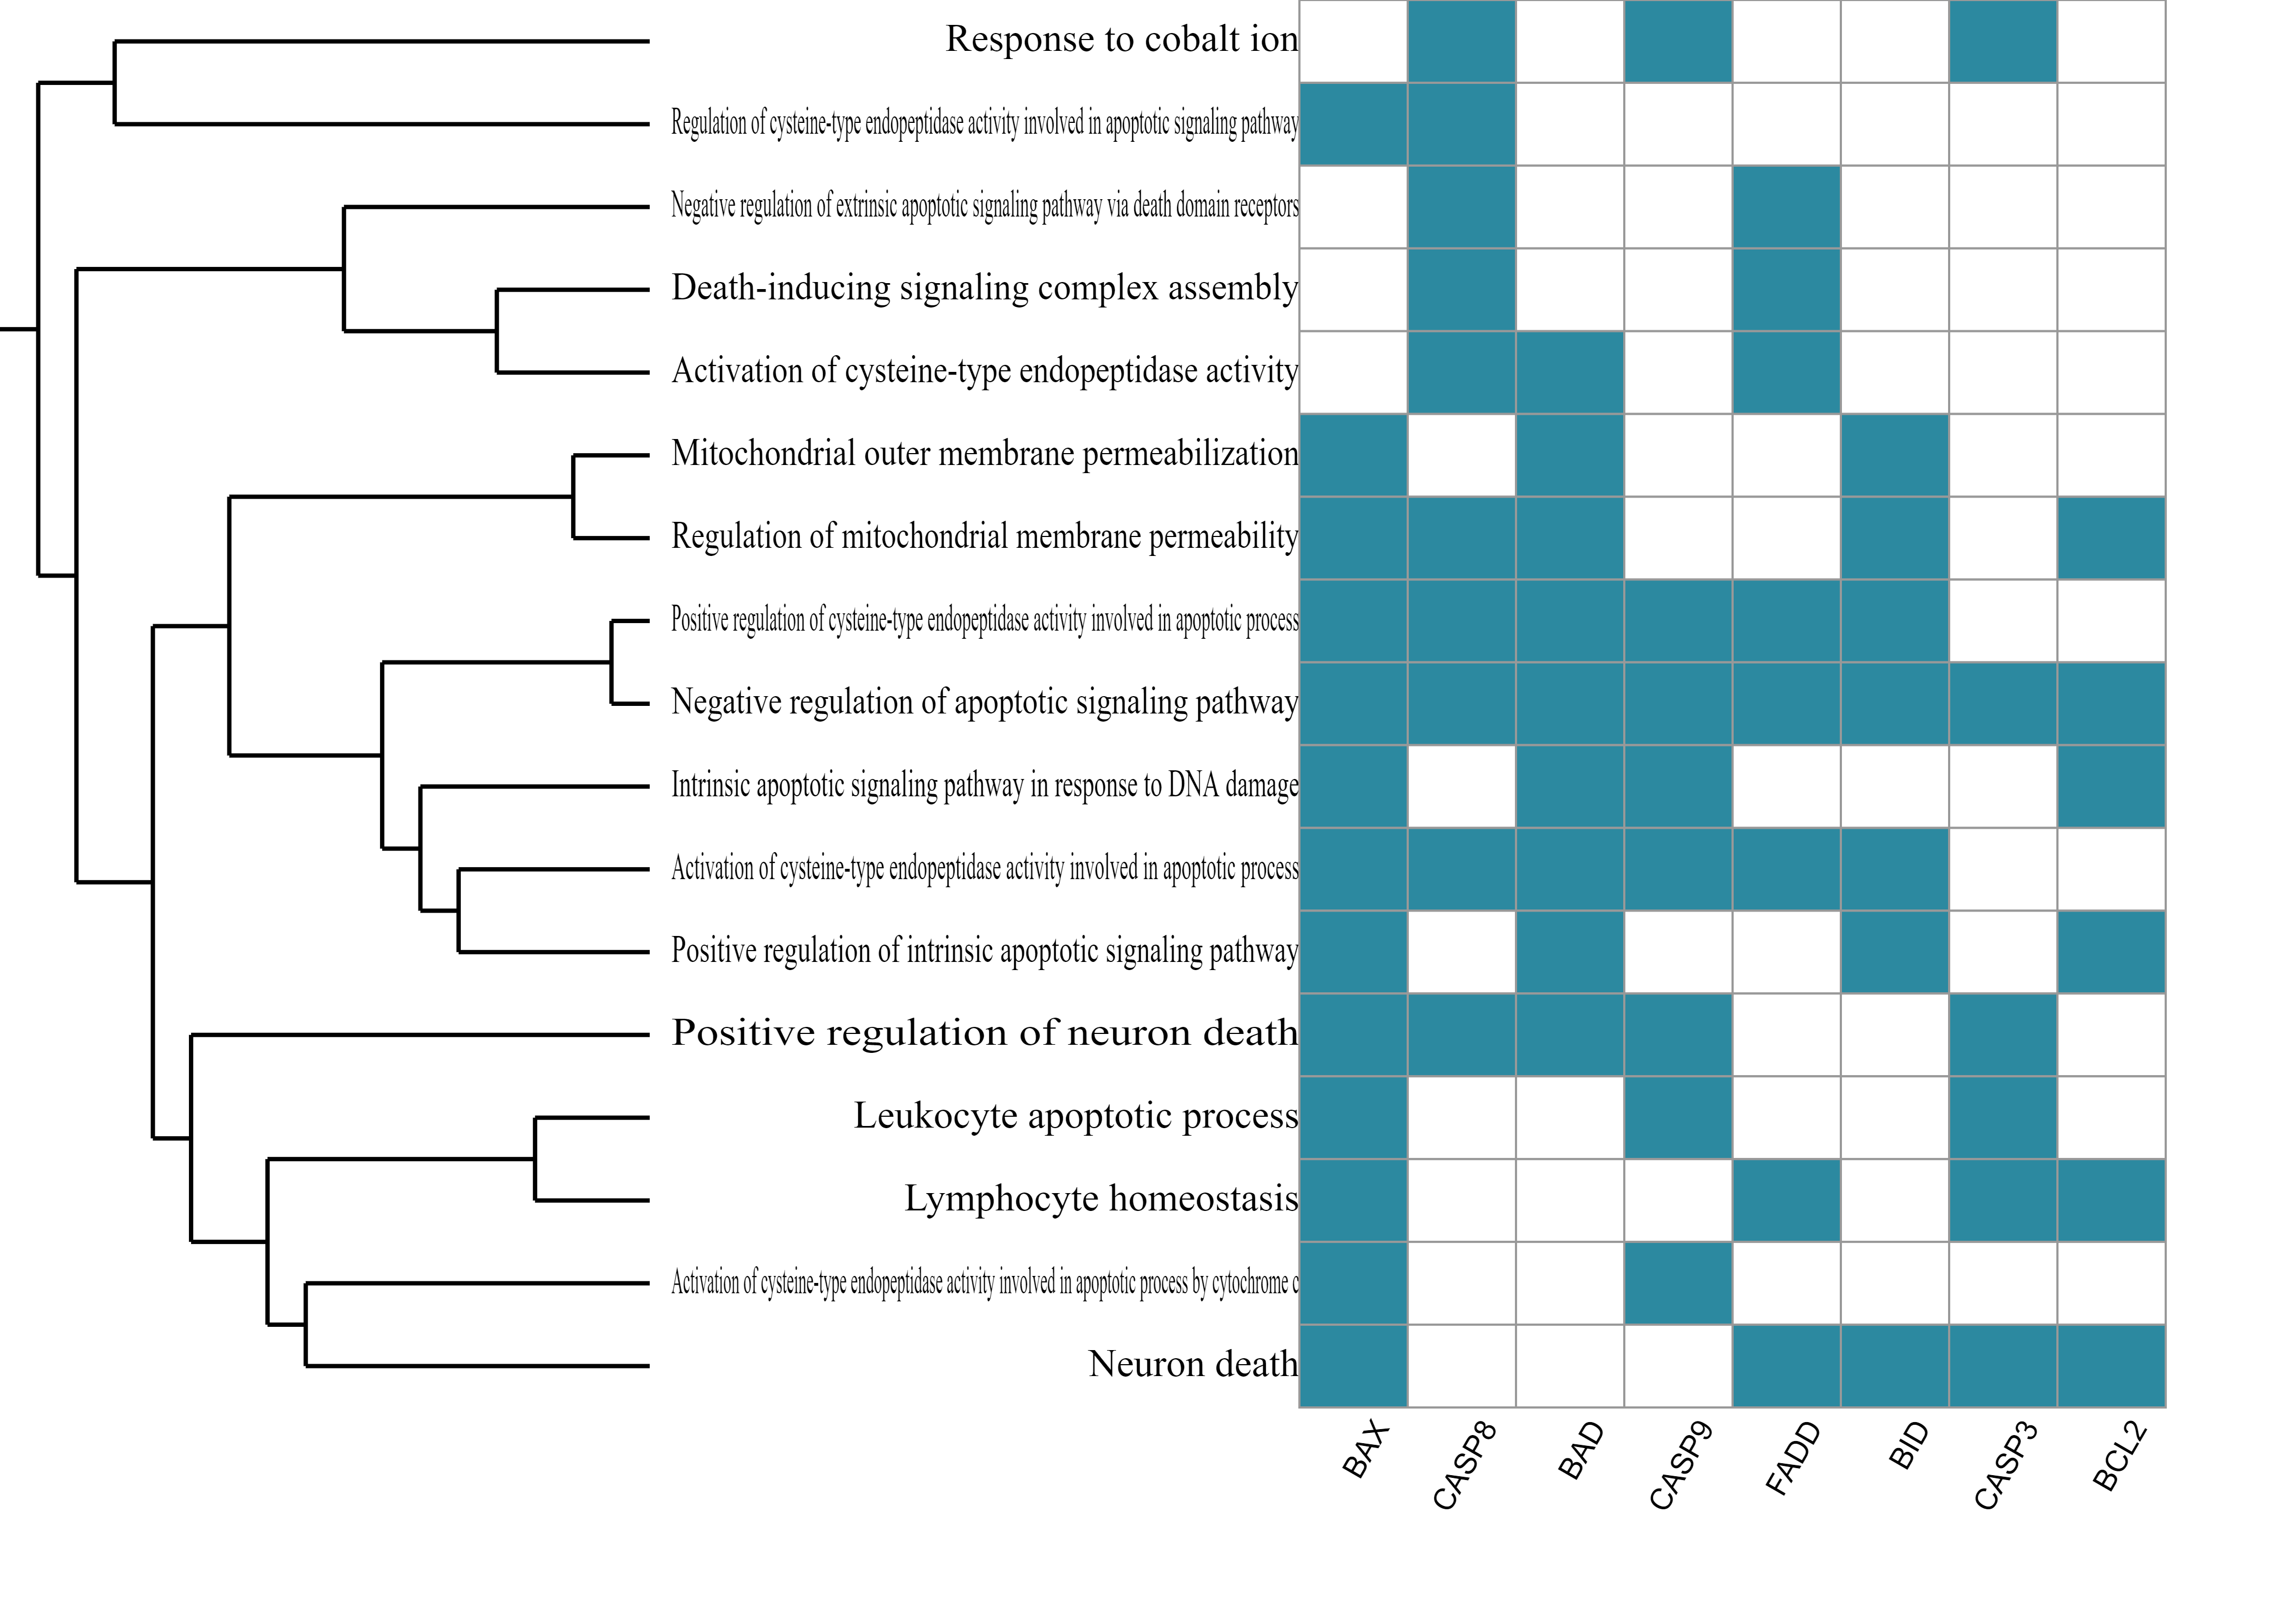 Response to cobalt ion
Regulation of cysteine-type endopeptidase activity involved in apoptotic signaling pathway
Negative regulation of extrinsic apoptotic signaling pathway via death domain receptors
Death-inducing signaling complex assembly
Activation of cysteine-type endopeptidase activity
Mitochondrial outer membrane permeabilization
Regulation of mitochondrial membrane permeability
Positive regulation of cysteine-type endopeptidase activity involved in apoptotic process
Negative regulation of apoptotic signaling pathway
Intrinsic apoptotic signaling pathway in response to DNA damage
Activation of cysteine-type endopeptidase activity involved in apoptotic process
Positive regulation of intrinsic apoptotic signaling pathway
Positive regulation of neuron death
Leukocyte apoptotic process
Lymphocyte homeostasis
Activation of cysteine-type endopeptidase activity involved in apoptotic process by cytochrome c
Neuron death
BAX
CASP8
BAD
CASP9
FADD
BID
CASP3
BCL2